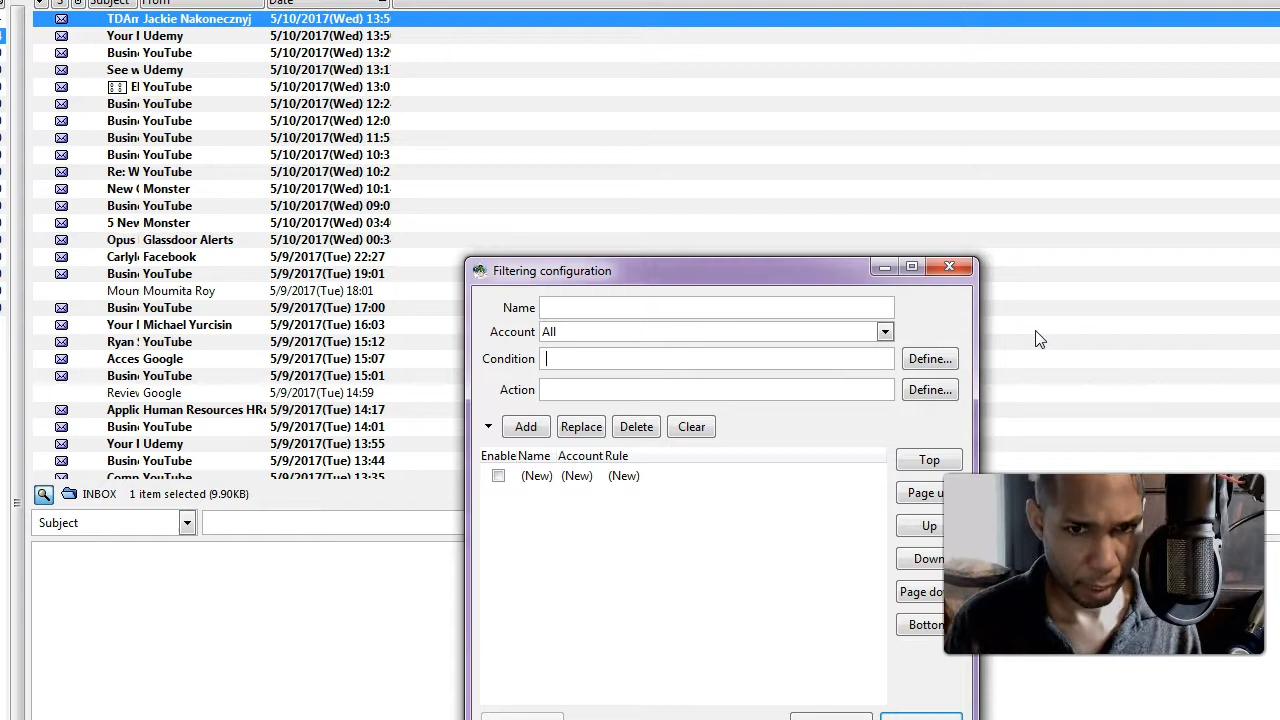 Subject From Date
TDAm Jackie Nakonecznyj 5/10/2017(Wed) 13:5
Your Udemy 5/10/2017(Wed) 13:5
Busin YouTube 5/10/2017(Wed) 13:2
See w Udemy 5/10/2017(Wed) 13:1
YouTube 5/10/2017(Wed) 13:0
Busin YouTube 5/10/2017(Wed) 12:2
Busin YouTube 5/10/2017(Wed) 12:0
Busin YouTube 5/10/2017(Wed) 11:5
Busin YouTube 5/10/2017(Wed) 10:3
Re: W YouTube 5/10/2017(Wed) 10:2
New Monster 5/10/2017(Wed) 10:1
Busin YouTube 5/10/2017(Wed) 09:0
5 New Monster 5/10/2017(Wed) 03:4
Opus Glassdoor Alerts 5/10/2017(Wed) 00:3
Carlyl Facebook 5/9/2017(Tue) 22:27
Busin YouTube 5/9/2017(Tue) 19:01
Moum Moumita Roy 5/9/2017(Tue) 18:01
Busin YouTube 5/9/2017(Tue) 17:00
Your Michael Yurcisin 5/9/2017(Tue) 16:03
Ryan YouTube 5/9/2017(Tue) 15:12
Acces Google 5/9/2017(Tue) 15:07
Busin YouTube 5/9/2017(Tue) 15:01
Review Google 5/9/2017(Tue) 14:59
Applic Human Resources HR 5/9/2017(Tue) 14:17
Busin YouTube 5/9/2017(Tue) 14:01
Your Udemy 5/9/2017(Tue) 13:55
Busin YouTube 5/9/2017(Tue) 13:44
YouTube 5/9/2017(Tue) 13:35
INBOX 1 item selected (9.90KB)
Subject
Filtering configuration
Name
Account All
Condition Define...
Action Define...
Add Replace Delete Clear
Enable Name Account Rule
(New) (New) (New)
Top
Page u
Up
Down
Page do
Bottom